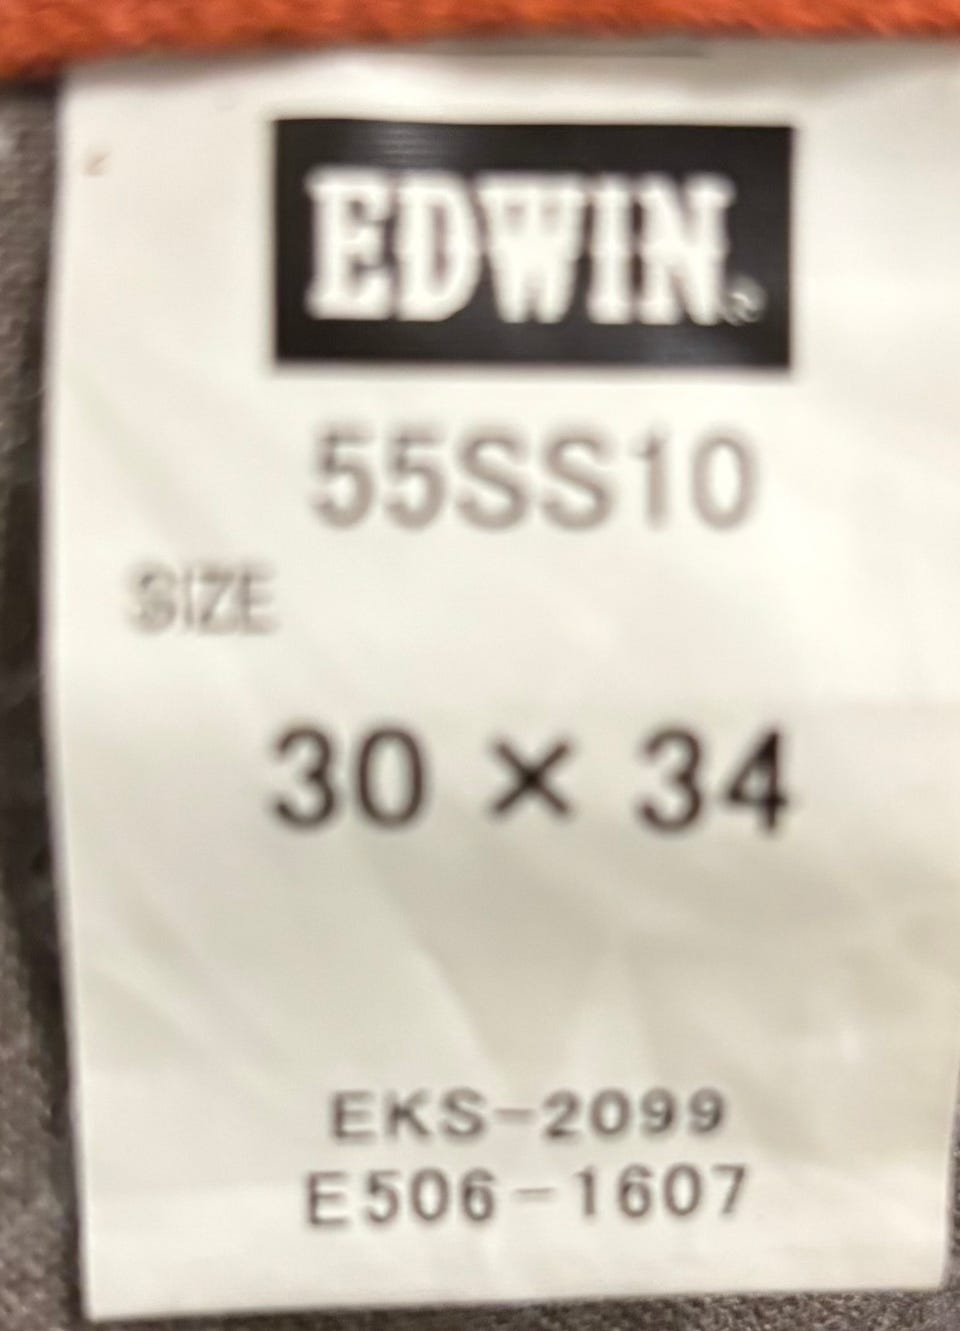 EDWIN®
55SS10
SIZE
30 × 34
EKS-2099
E506-1607